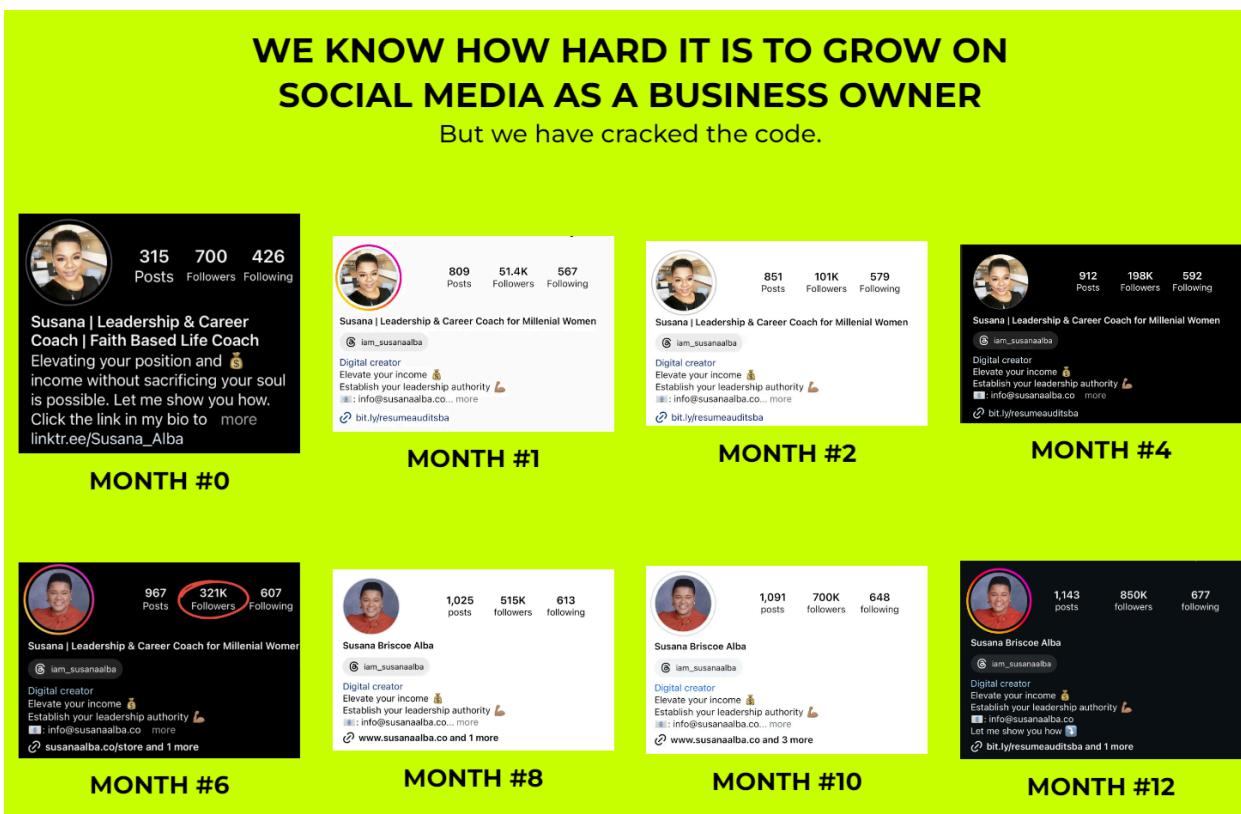 WE KNOW HOW HARD IT IS TO GROW ON
SOCIAL MEDIA AS A BUSINESS OWNER
But we have cracked the code.
315 700 426
Posts Followers Following
Susana | Leadership & Career
Coach | Faith Based Life Coach
Elevating your position and 💰
income without sacrificing your soul
is possible. Let me show you how.
Click the link in my bio to more
linktr.ee/Susana_Alba
MONTH #0
809 51.4K 567
Posts Followers Following
Susana | Leadership & Career Coach for Millenial Women
iam_susanaalba
Digital creator
Elevate your income 💰
Establish your leadership authority 💪🏽
📧: info@susanaalba.co... more
bit.ly/resumeauditsba
MONTH #1
851 101K 579
Posts Followers Following
Susana | Leadership & Career Coach for Millenial Women
iam_susanaalba
Digital creator
Elevate your income 💰
Establish your leadership authority 💪🏽
📧: info@susanaalba.co... more
bit.ly/resumeauditsba
MONTH #2
912 198K 592
Posts Followers Following
Susana | Leadership & Career Coach for Millenial Women
iam_susanaalba
Digital creator
Elevate your income 💰
Establish your leadership authority 💪🏽
📧: info@susanaalba.co more
bit.ly/resumeauditsba
MONTH #4
967 321K 607
Posts Followers Following
Susana | Leadership & Career Coach for Millenial Women
iam_susanaalba
Digital creator
Elevate your income 💰
Establish your leadership authority 💪🏽
📧: info@susanaalba.co more
susanaalba.co/store and 1 more
MONTH #6
1,025 515K 613
posts followers following
Susana Briscoe Alba
iam_susanaalba
Digital creator
Elevate your income 💰
Establish your leadership authority 💪🏽
📧: info@susanaalba.co... more
www.susanaalba.co and 1 more
MONTH #8
1,091 700K 648
posts followers following
Susana Briscoe Alba
iam_susanaalba
Digital creator
Elevate your income 💰
Establish your leadership authority 💪🏽
📧: info@susanaalba.co... more
www.susanaalba.co and 3 more
MONTH #10
1,143 850K 677
posts followers following
Susana Briscoe Alba
iam_susanaalba
Digital creator
Elevate your income 💰
Establish your leadership authority 💪🏽
📧: info@susanaalba.co
Let me show you how ⤵️
bit.ly/resumeauditsba and 1 more
MONTH #12